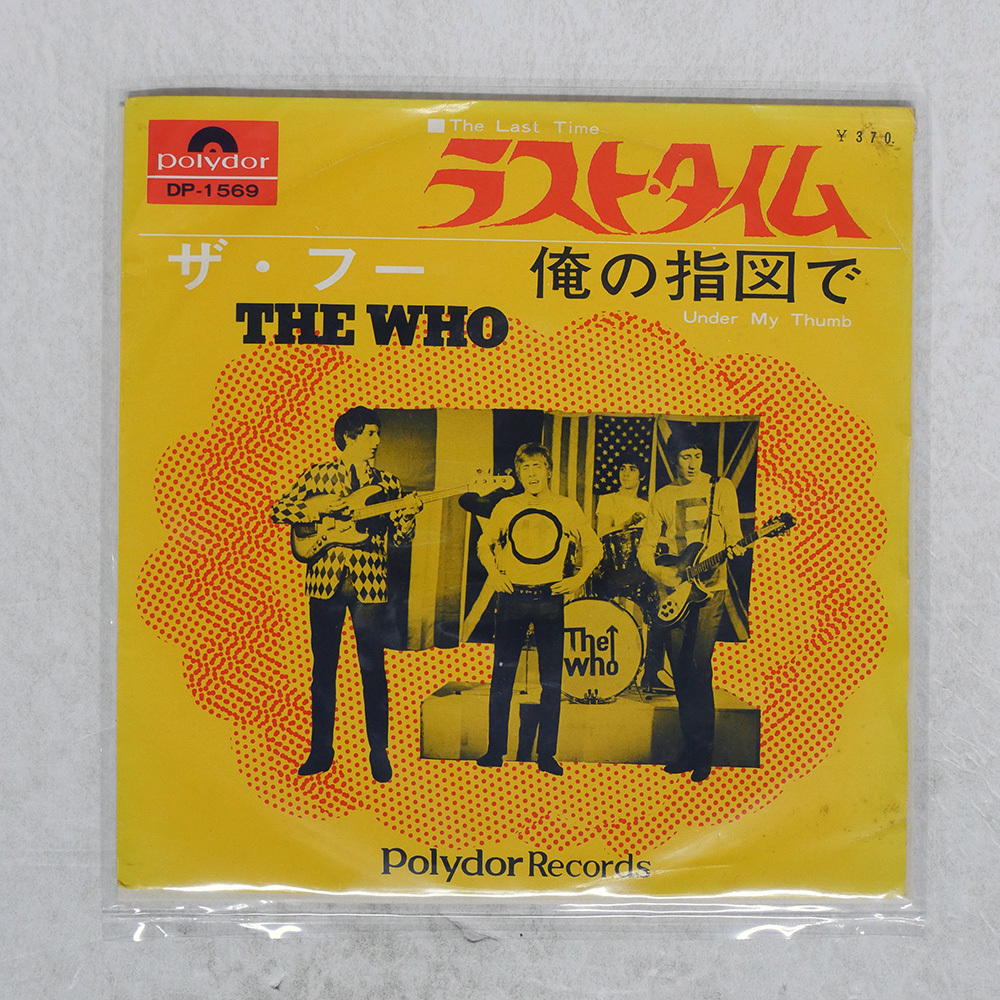 polydor
DP-1569
The Last Time
¥370.
ラスト・タイム
ザ・フー
俺の指図で
Under My Thumb
THE WHO
E
The
who
Polydor Records